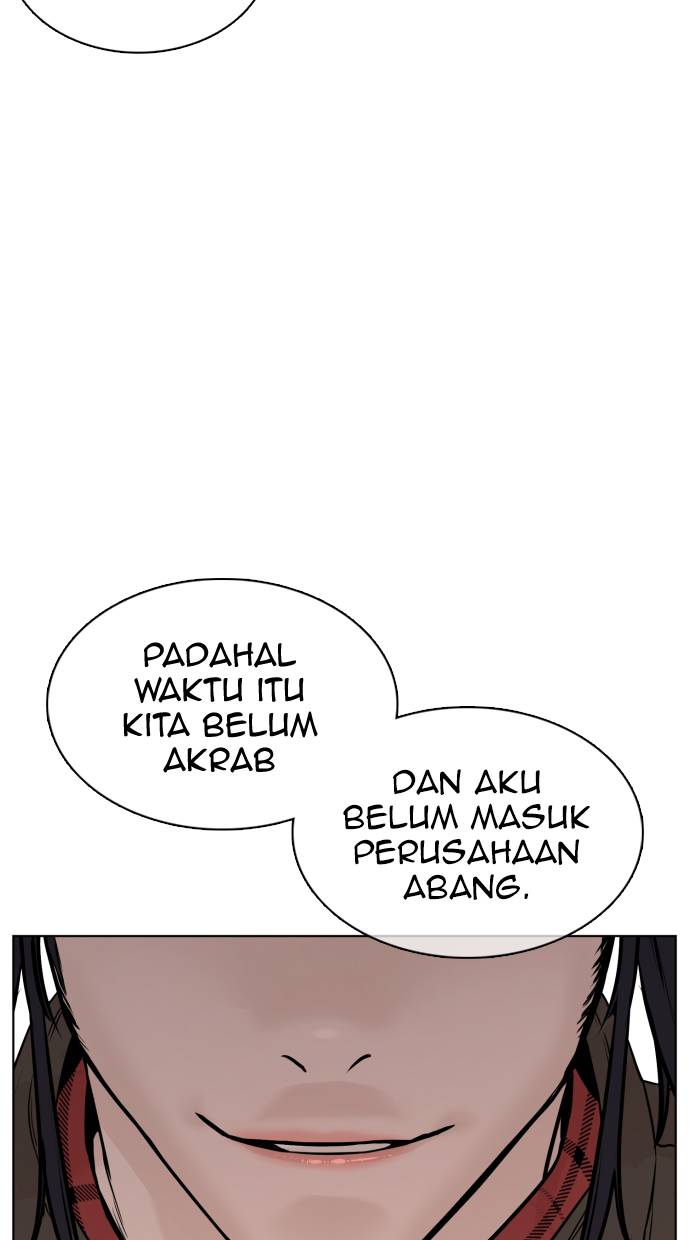 PADAHAL
WAKTU ITU
KITA BELUM
AKRAB
DAN AKU
BELUM MASUK
PERUSAHAAN
ABANG.